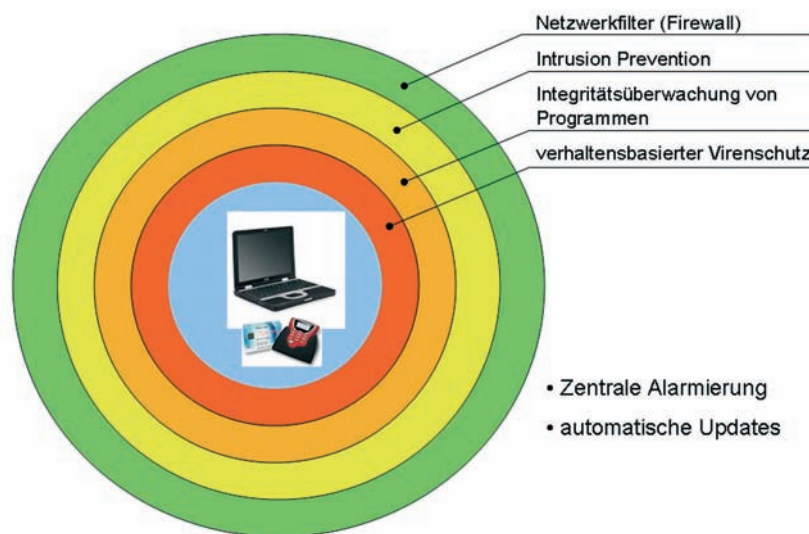 Netzwerkfilter (Firewall)
Intrusion Prevention
Integritätsüberwachung von
Programmen
verhaltensbasierter Virenschutz
• Zentrale Alarmierung
• automatische Updates